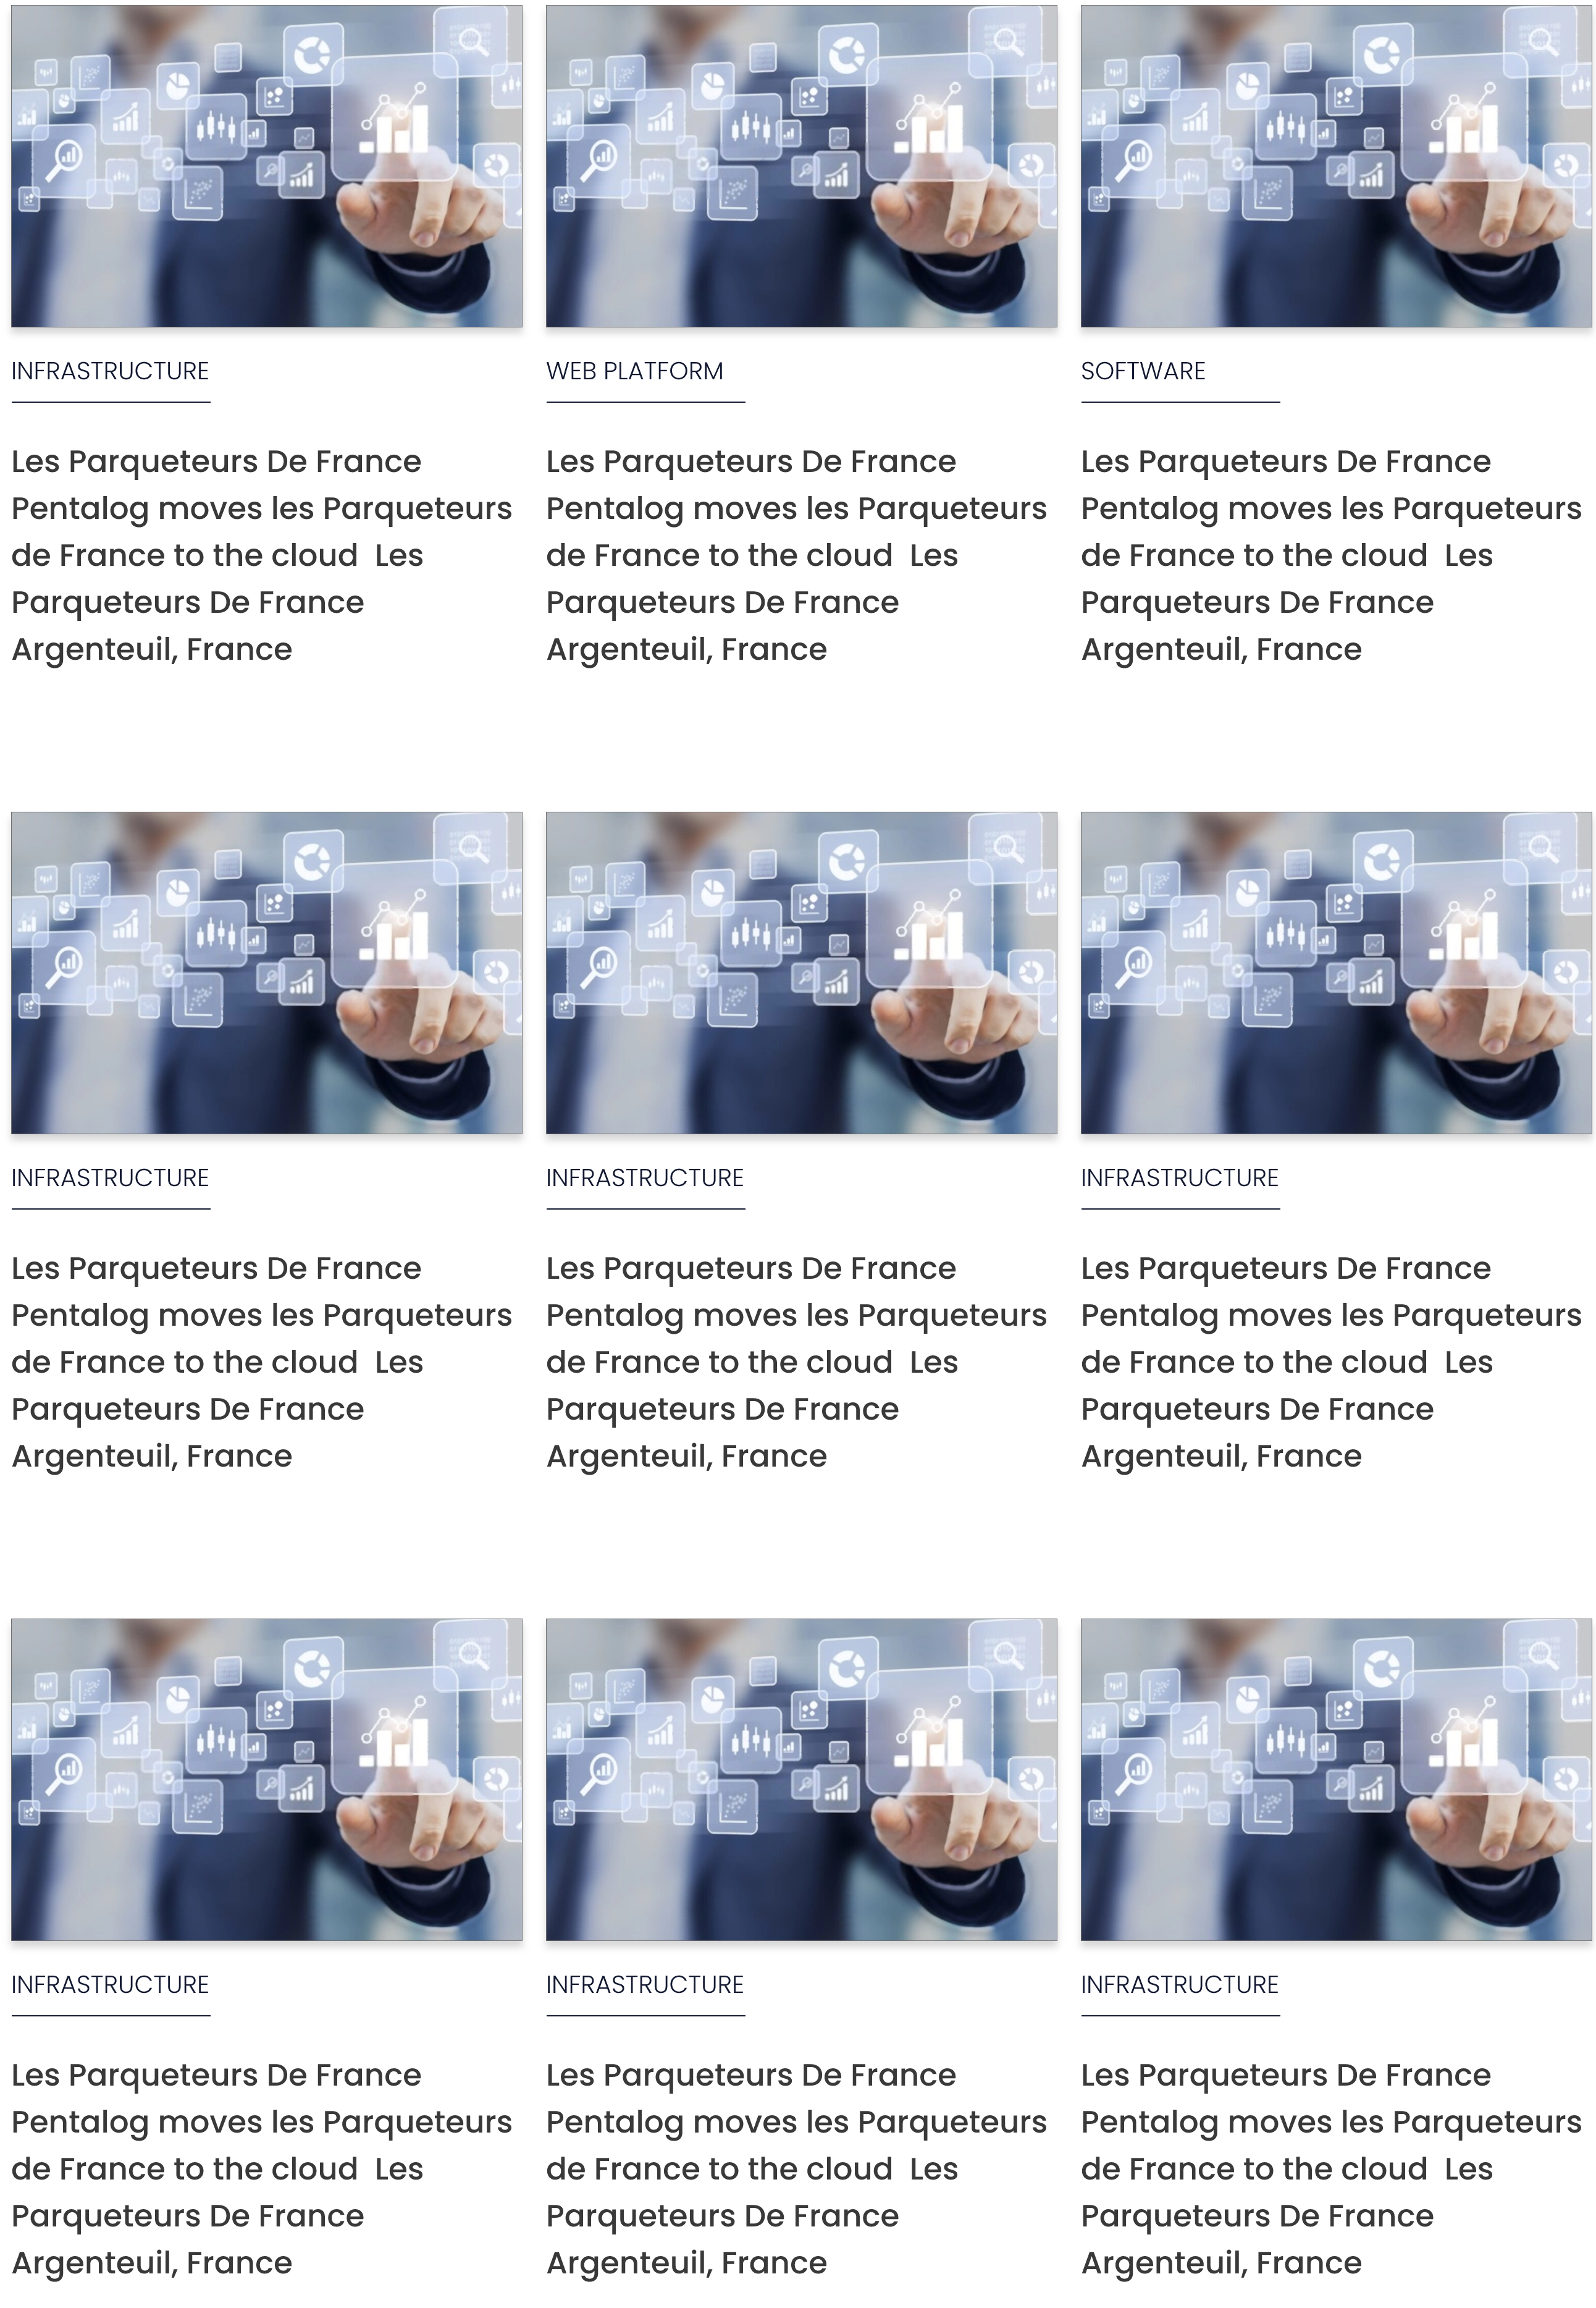 INFRASTRUCTURE
Les Parqueteurs De France
Pentalog moves les Parqueteurs
de France to the cloud  Les
Parqueteurs De France
Argenteuil, France
WEB PLATFORM
Les Parqueteurs De France
Pentalog moves les Parqueteurs
de France to the cloud  Les
Parqueteurs De France
Argenteuil, France
SOFTWARE
Les Parqueteurs De France
Pentalog moves les Parqueteurs
de France to the cloud  Les
Parqueteurs De France
Argenteuil, France
INFRASTRUCTURE
Les Parqueteurs De France
Pentalog moves les Parqueteurs
de France to the cloud  Les
Parqueteurs De France
Argenteuil, France
INFRASTRUCTURE
Les Parqueteurs De France
Pentalog moves les Parqueteurs
de France to the cloud  Les
Parqueteurs De France
Argenteuil, France
INFRASTRUCTURE
Les Parqueteurs De France
Pentalog moves les Parqueteurs
de France to the cloud  Les
Parqueteurs De France
Argenteuil, France
INFRASTRUCTURE
Les Parqueteurs De France
Pentalog moves les Parqueteurs
de France to the cloud  Les
Parqueteurs De France
Argenteuil, France
INFRASTRUCTURE
Les Parqueteurs De France
Pentalog moves les Parqueteurs
de France to the cloud  Les
Parqueteurs De France
Argenteuil, France
INFRASTRUCTURE
Les Parqueteurs De France
Pentalog moves les Parqueteurs
de France to the cloud  Les
Parqueteurs De France
Argenteuil, France